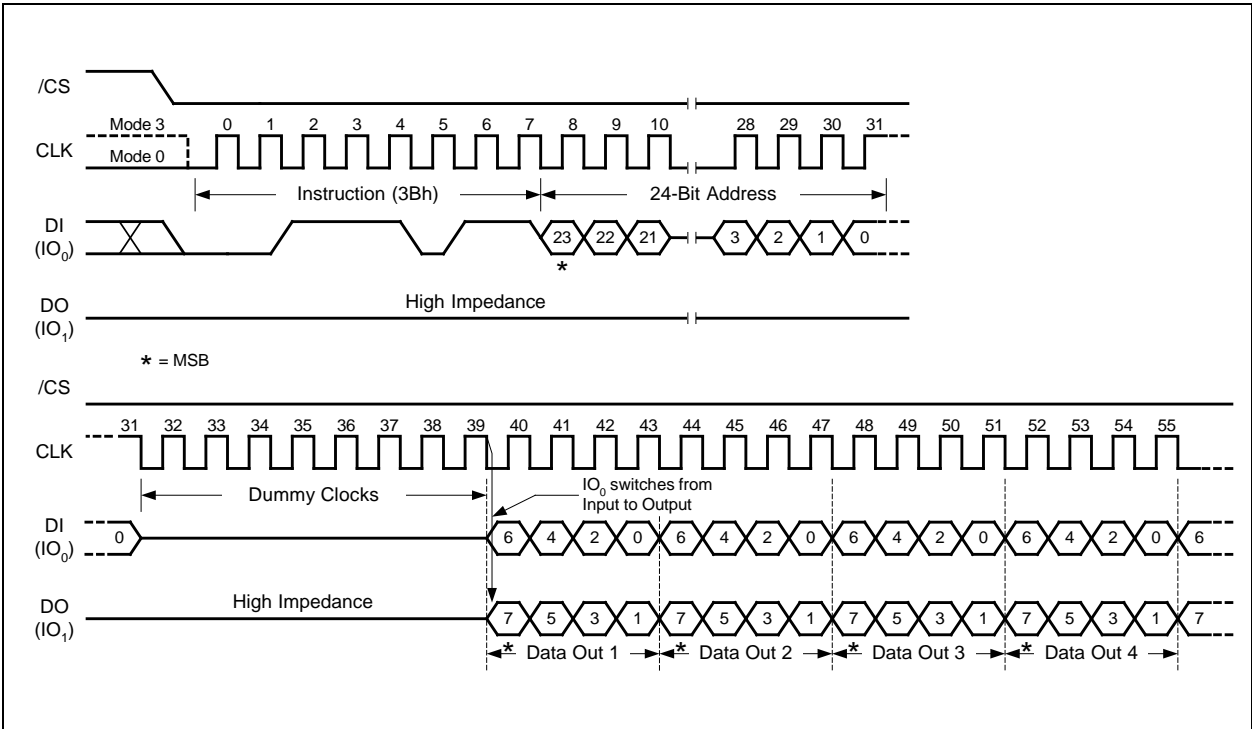 /CS
Mode 3 0 1 2 3 4 5 6 7 8 9 10 28 29 30 31
CLK
Mode 0
Instruction (3Bh) 24-Bit Address
DI
(IO0)
23 22 21 3 2 1 0
*
High Impedance
DO
(IO1)
* = MSB
/CS
31 32 33 34 35 36 37 38 39 40 41 42 43 44 45 46 47 48 49 50 51 52 53 54 55
CLK
Dummy Clocks
IO0 switches from
Input to Output
DI
(IO0)
0 6 4 2 0 6 4 2 0 6 4 2 0 6 4 2 0 6
High Impedance
DO
(IO1)
7 5 3 1 7 5 3 1 7 5 3 1 7 5 3 1 7
* Data Out 1 * Data Out 2 * Data Out 3 * Data Out 4